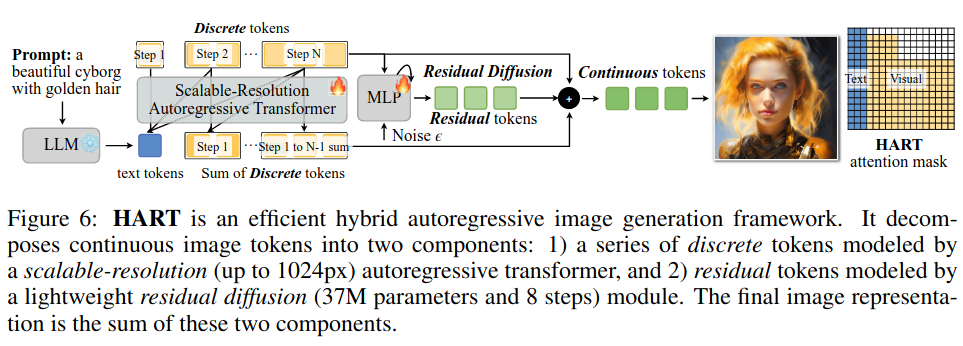 Discrete tokens
Prompt: a
beautiful cyborg
with golden hair
Step 1
Step 2
...
Step N
Scalable-Resolution
Autoregressive Transformer
LLM
text tokens
Step 1
...
Step 1 to N-1 sum
Sum of Discrete tokens
MLP
Noise ϵ
Residual Diffusion
Residual tokens
+
Continuous tokens
Text
Visual
HART
attention mask
Figure 6: HART is an efficient hybrid autoregressive image generation framework. It decom-
poses continuous image tokens into two components: 1) a series of discrete tokens modeled by
a scalable-resolution (up to 1024px) autoregressive transformer, and 2) residual tokens modeled by
a lightweight residual diffusion (37M parameters and 8 steps) module. The final image representa-
tion is the sum of these two components.